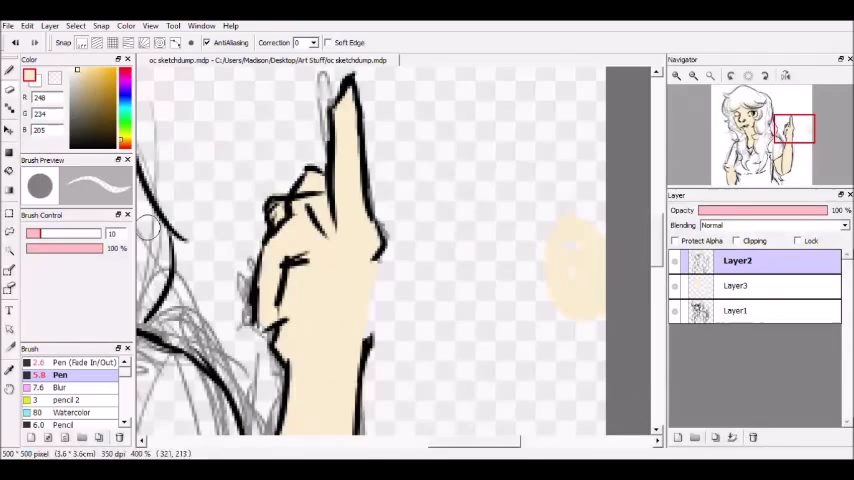 File Edit Layer Select Snap Color View Tool Window Help
Snap AntiAliasing Correction 0 Soft Edge
Color
R 248
G 234
B 205
Brush Preview
Brush Control
10
100 %
Brush
2.6 Pen (Fade In/Out)
5.8 Pen
7.6 Blur
3 pencil 2
80 Watercolor
6.0 Pencil
oc sketchdump.mdp - C:/Users/Madison/Desktop/Art Stuff/oc sketchdump.mdp
Navigator
Layer
Opacity 100 %
Blending Normal
Protect Alpha Clipping Lock
Layer2
Layer3
Layer1
500 * 500 pixel (3.6 * 3.6cm) 350 dpi 400 % ( 321, 213 )